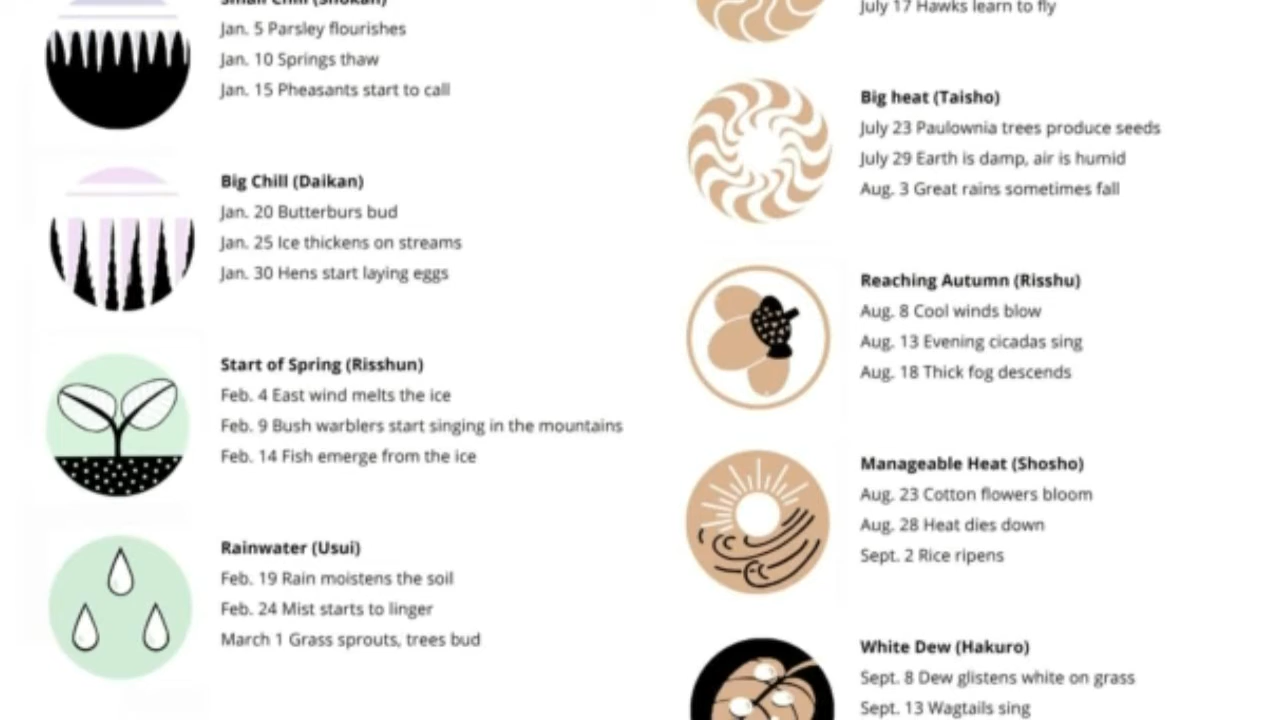 Small Chill (Shokan)
Jan. 5 Parsley flourishes
Jan. 10 Springs thaw
Jan. 15 Pheasants start to call
Big Chill (Daikan)
Jan. 20 Butterburs bud
Jan. 25 Ice thickens on streams
Jan. 30 Hens start laying eggs
Start of Spring (Risshun)
Feb. 4 East wind melts the ice
Feb. 9 Bush warblers start singing in the mountains
Feb. 14 Fish emerge from the ice
Rainwater (Usui)
Feb. 19 Rain moistens the soil
Feb. 24 Mist starts to linger
March 1 Grass sprouts, trees bud
July 17 Hawks learn to fly
Big heat (Taisho)
July 23 Paulownia trees produce seeds
July 29 Earth is damp, air is humid
Aug. 3 Great rains sometimes fall
Reaching Autumn (Risshu)
Aug. 8 Cool winds blow
Aug. 13 Evening cicadas sing
Aug. 18 Thick fog descends
Manageable Heat (Shosho)
Aug. 23 Cotton flowers bloom
Aug. 28 Heat dies down
Sept. 2 Rice ripens
White Dew (Hakuro)
Sept. 8 Dew glistens white on grass
Sept. 13 Wagtails sing